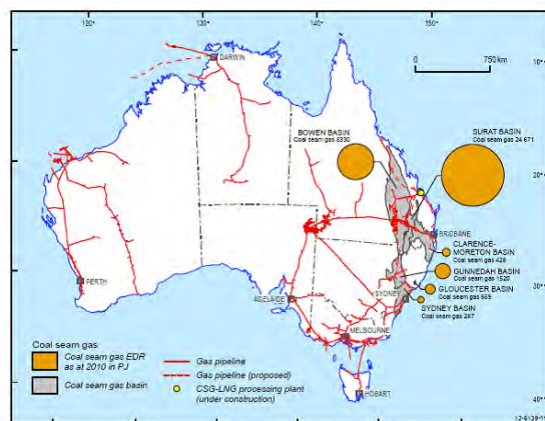 120°
130°
140°
150°
DARWIN
0
750 km
10°
BOWEN BASIN
Coal seam gas 8330
SURAT BASIN
Coal seam gas 24 671
20°
BRISBANE
CLARENCE-
MORETON BASIN
Coal seam gas 428
GUNNEDAH BASIN
Coal seam gas 1520
30°
PERTH
ADELAIDE
SYDNEY
GLOUCESTER BASIN
Coal seam gas 669
SYDNEY BASIN
Coal seam gas 287
MELBOURNE
HOBART
40°
Coal seam gas
Coal seam gas EDR
as at 2010 in PJ
Coal seam gas basin
Gas pipeline
Gas pipeline (proposed)
CSG-LNG processing plant
(under construction)